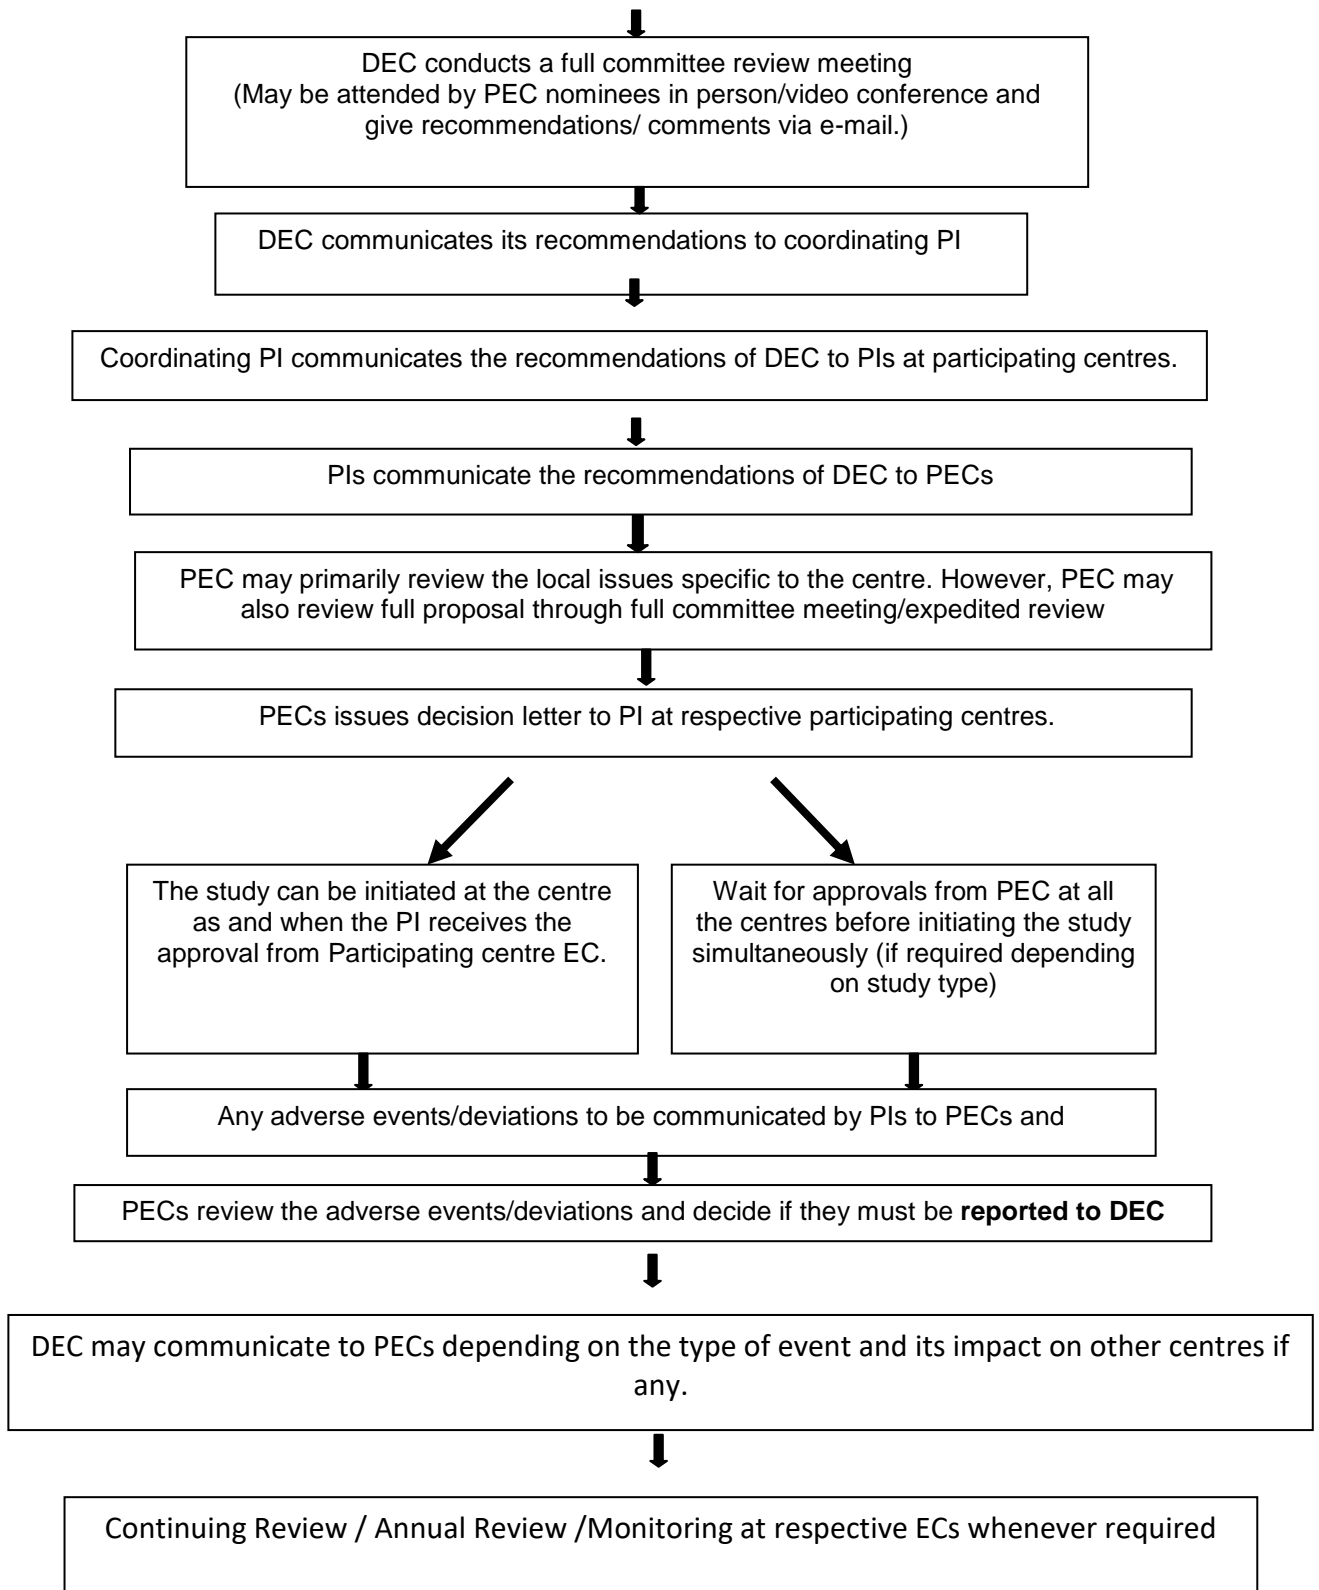 DEC conducts a full committee review meeting
(May be attended by PEC nominees in person/video conference and
give recommendations/ comments via e-mail.)
DEC communicates its recommendations to coordinating PI
Coordinating PI communicates the recommendations of DEC to PIs at participating centres.
PIs communicate the recommendations of DEC to PECs
PEC may primarily review the local issues specific to the centre. However, PEC may
also review full proposal through full committee meeting/expedited review
PECs issues decision letter to PI at respective participating centres.
The study can be initiated at the centre
as and when the PI receives the
approval from Participating centre EC.
Wait for approvals from PEC at all
the centres before initiating the study
simultaneously (if required depending
on study type)
Any adverse events/deviations to be communicated by PIs to PECs and
PECs review the adverse events/deviations and decide if they must be reported to DEC
DEC may communicate to PECs depending on the type of event and its impact on other centres if
any.
Continuing Review / Annual Review /Monitoring at respective ECs whenever required